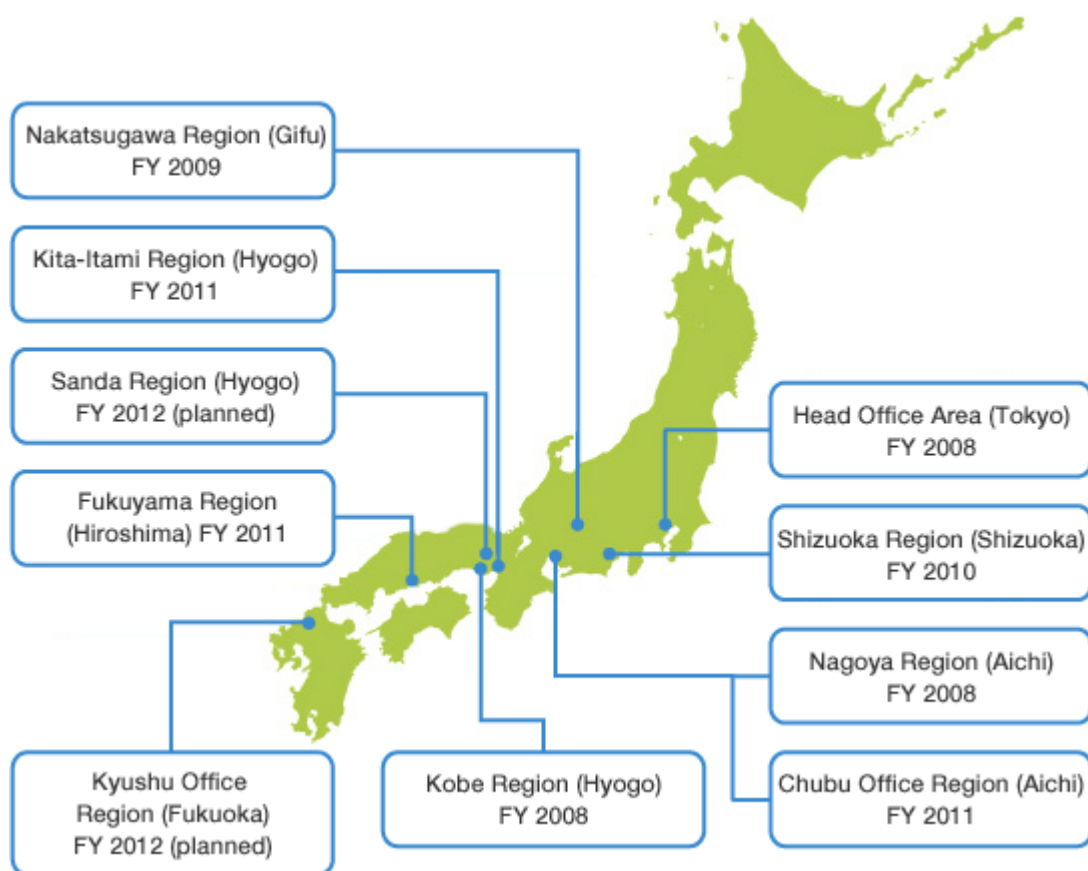 Nakatsugawa Region (Gifu)
FY 2009
Kita-Itami Region (Hyogo)
FY 2011
Sanda Region (Hyogo)
FY 2012 (planned)
Fukuyama Region
(Hiroshima) FY 2011
Kyushu Office
Region (Fukuoka)
FY 2012 (planned)
Kobe Region (Hyogo)
FY 2008
Head Office Area (Tokyo)
FY 2008
Shizuoka Region (Shizuoka)
FY 2010
Nagoya Region (Aichi)
FY 2008
Chubu Office Region (Aichi)
FY 2011